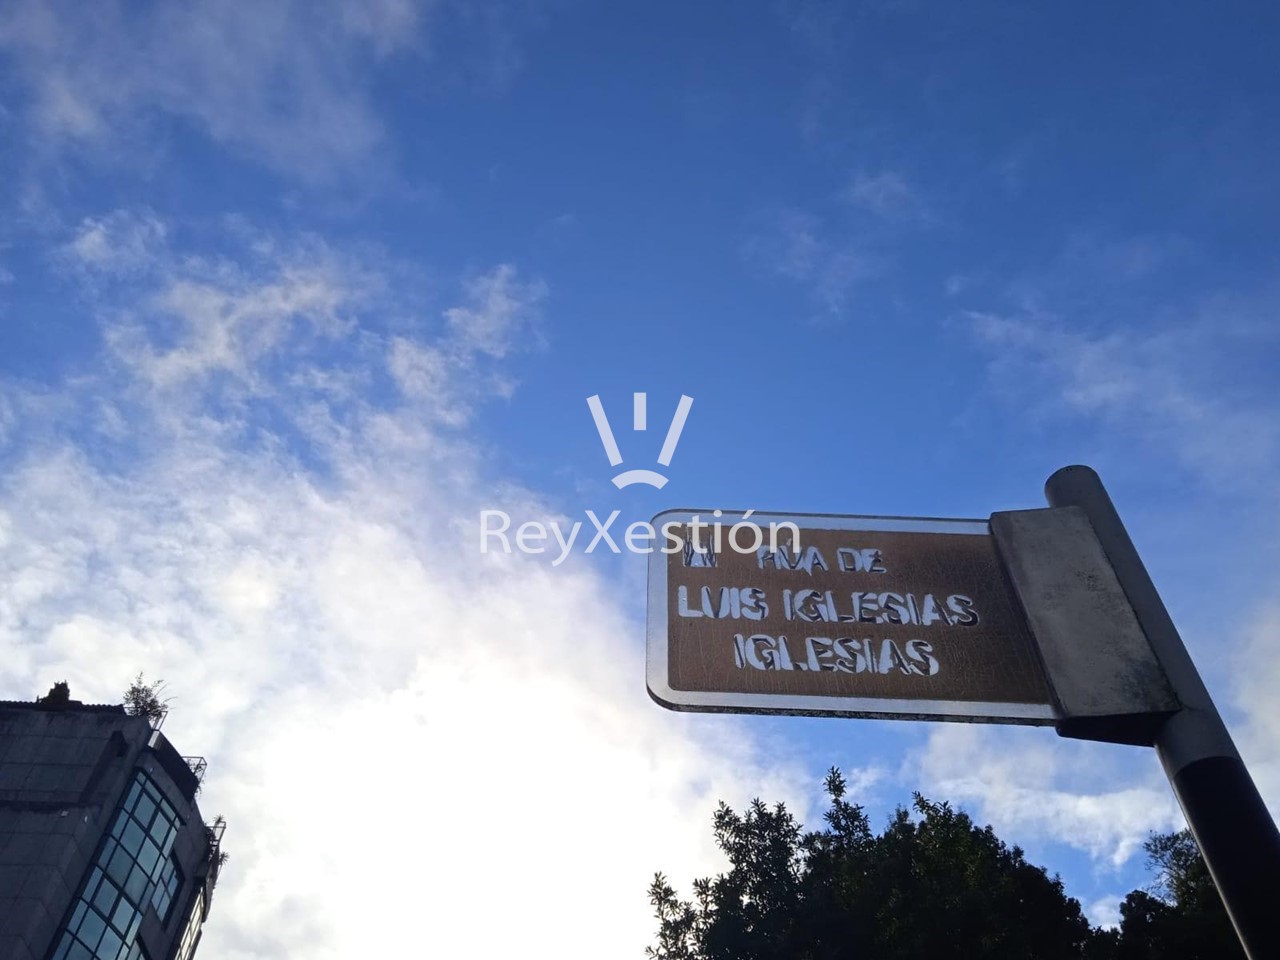 ReyXestión
RÚA DE
LUIS IGLESIAS
IGLESIAS